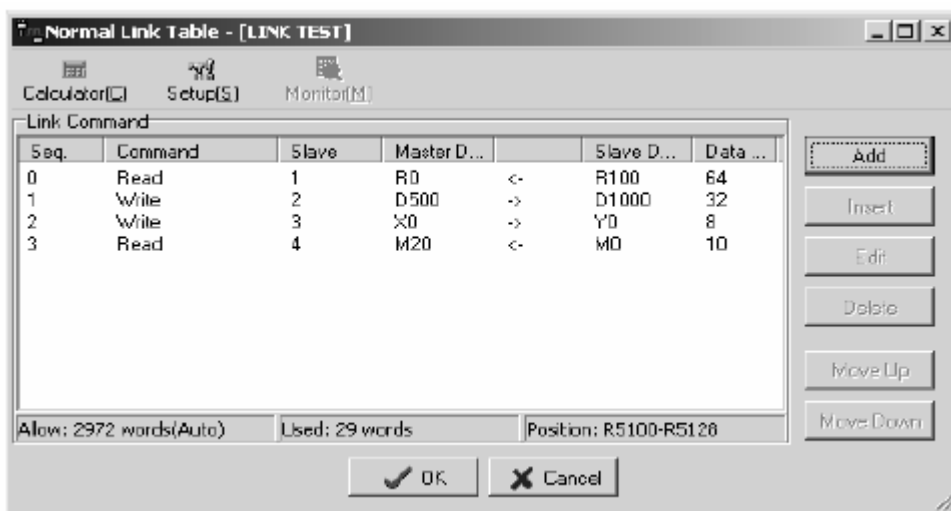 Normal Link Table - [LINK TEST]
Calculator[C] Setup[S] Monitor[M]
Link Command
Seq. Command Slave Master D... Slave D... Data ...
0 Read 1 R0 <- R100 64
1 Write 2 D500 -> D1000 32
2 Write 3 X0 -> Y0 8
3 Read 4 M20 <- M0 10
Add
Insert
Edit
Delete
Move Up
Move Down
Allow: 2972 words(Auto) Used: 29 words Position: R5100-R5128
OK Cancel